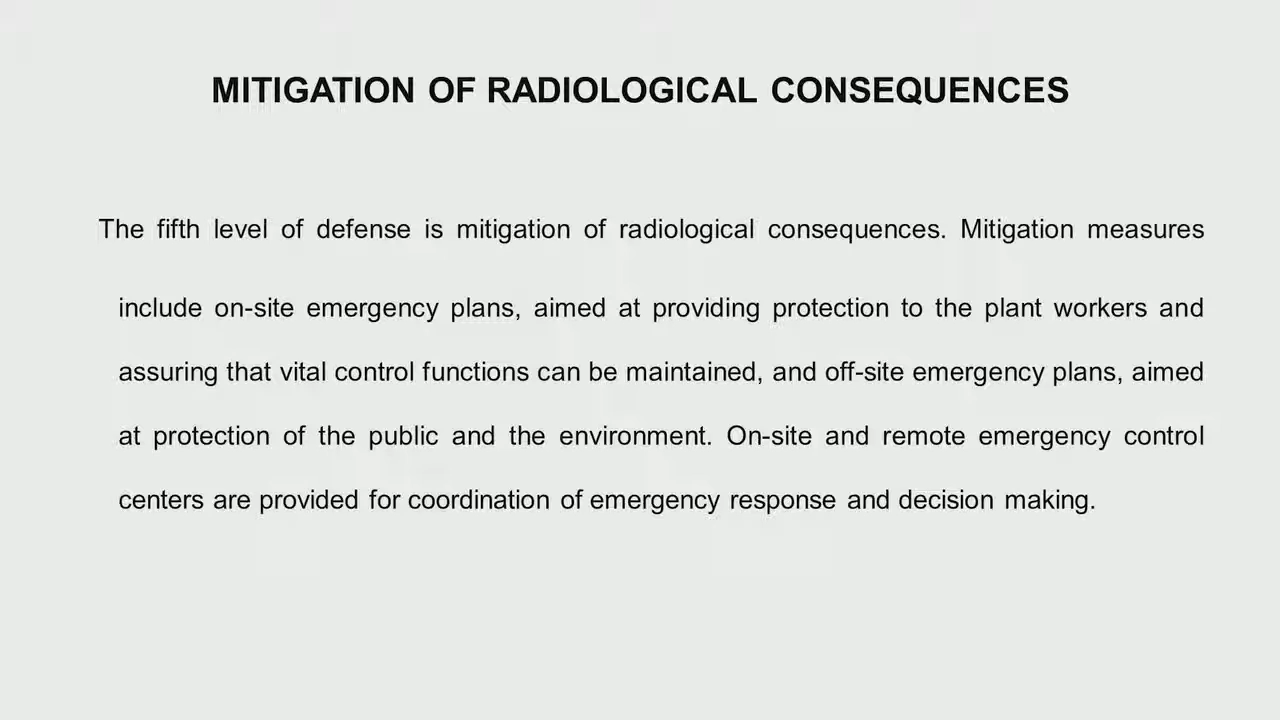 MITIGATION OF RADIOLOGICAL CONSEQUENCES
The fifth level of defense is mitigation of radiological consequences. Mitigation measures
include on-site emergency plans, aimed at providing protection to the plant workers and
assuring that vital control functions can be maintained, and off-site emergency plans, aimed
at protection of the public and the environment. On-site and remote emergency control
centers are provided for coordination of emergency response and decision making.